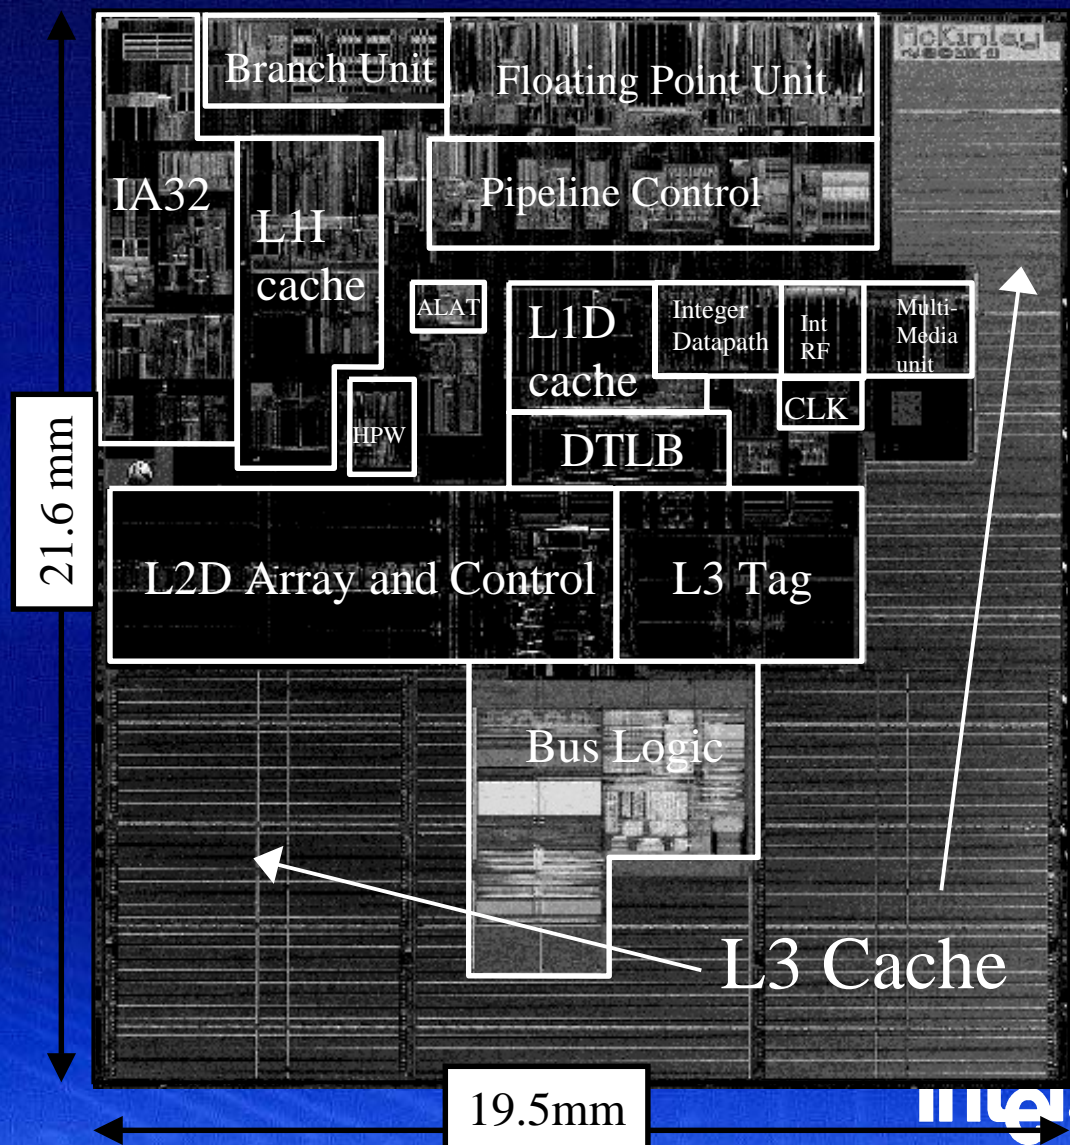 McKinley
Branch Unit
Floating Point Unit
IA32
L1I
cache
Pipeline Control
ALAT
L1D
cache
Integer
Datapath
Int
RF
Multi-
Media
unit
CLK
HPW
DTLB
21.6 mm
L2D Array and Control
L3 Tag
Bus Logic
L3 Cache
19.5mm
intel